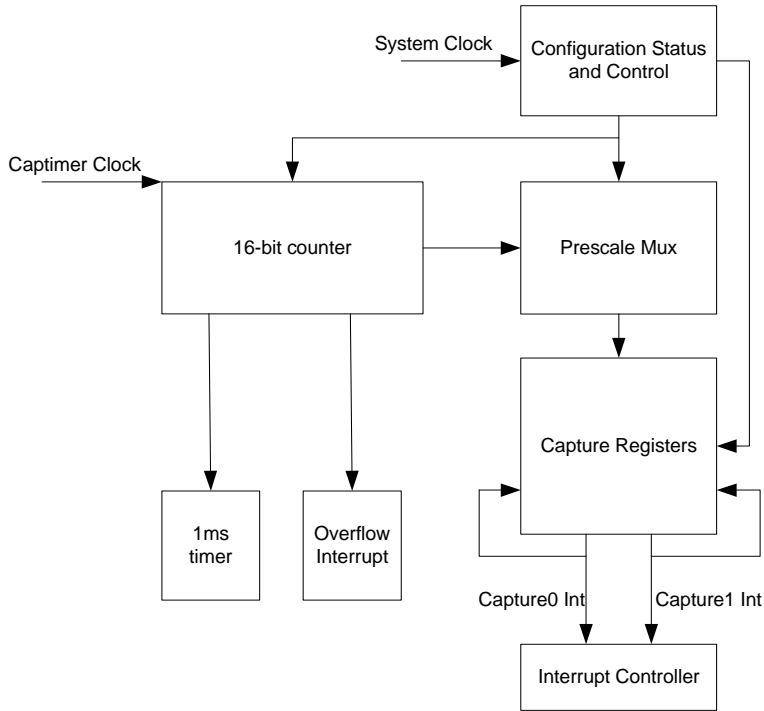 System Clock
Configuration Status
and Control
Captimer Clock
16-bit counter
Prescale Mux
Capture Registers
1ms
timer
Overflow
Interrupt
Capture0 Int
Capture1 Int
Interrupt Controller